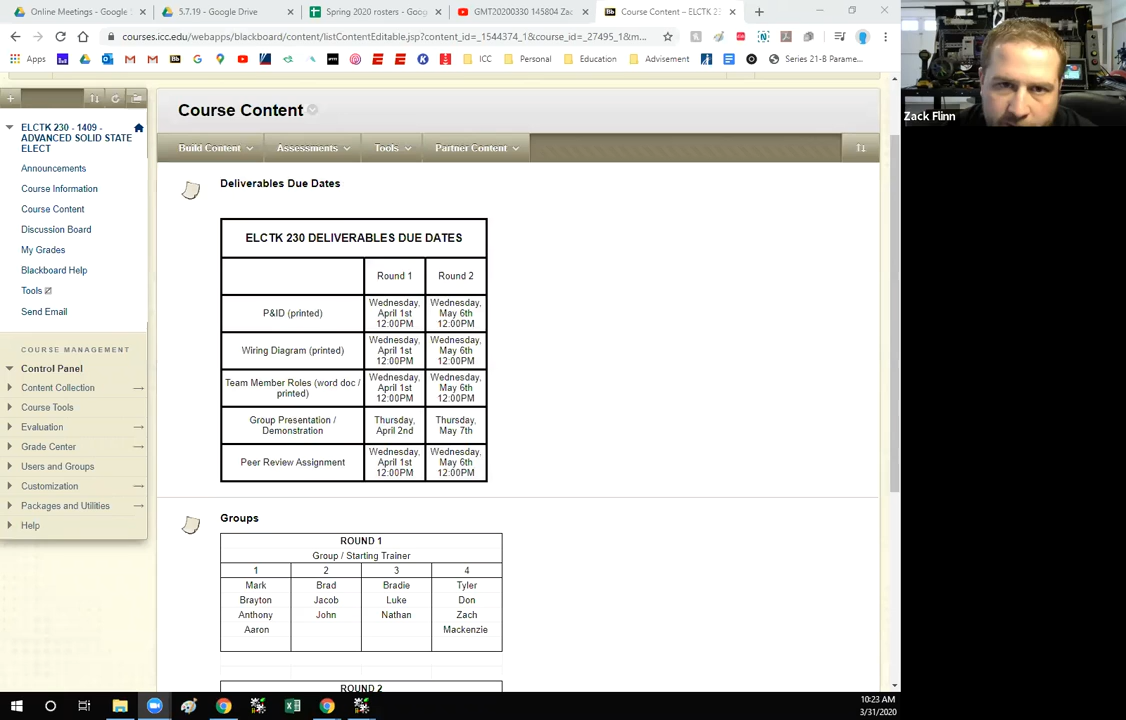 Online Meetings - Google
5.7.19 - Google Drive
Spring 2020 rosters - Google
GMT20200330 145804 Zac
Course Content – ELCTK 23
courses.icc.edu/webapps/blackboard/content/listContentEditable.jsp?content_id=_1544374_1&course_id=_27495_1&m...
Apps
ICC
Personal
Education
Advisement
Series 21-B Parame...
Zack Flinn
ELCTK 230 - 1409 -
ADVANCED SOLID STATE
ELECT
Announcements
Course Information
Course Content
Discussion Board
My Grades
Blackboard Help
Tools
Send Email
COURSE MANAGEMENT
Control Panel
Content Collection
Course Tools
Evaluation
Grade Center
Users and Groups
Customization
Packages and Utilities
Help
Course Content
Build Content Assessments Tools Partner Content
Deliverables Due Dates
ELCTK 230 DELIVERABLES DUE DATES
Round 1 Round 2
P&ID (printed) Wednesday, April 1st 12:00PM Wednesday, May 6th 12:00PM
Wiring Diagram (printed) Wednesday, April 1st 12:00PM Wednesday, May 6th 12:00PM
Team Member Roles (word doc / printed) Wednesday, April 1st 12:00PM Wednesday, May 6th 12:00PM
Group Presentation / Demonstration Thursday, April 2nd Thursday, May 7th
Peer Review Assignment Wednesday, April 1st 12:00PM Wednesday, May 6th 12:00PM
Groups
ROUND 1
Group / Starting Trainer
1 2 3 4
Mark Brad Bradie Tyler
Brayton Jacob Luke Don
Anthony John Nathan Zach
Aaron Mackenzie
ROUND 2
10:23 AM
3/31/2020